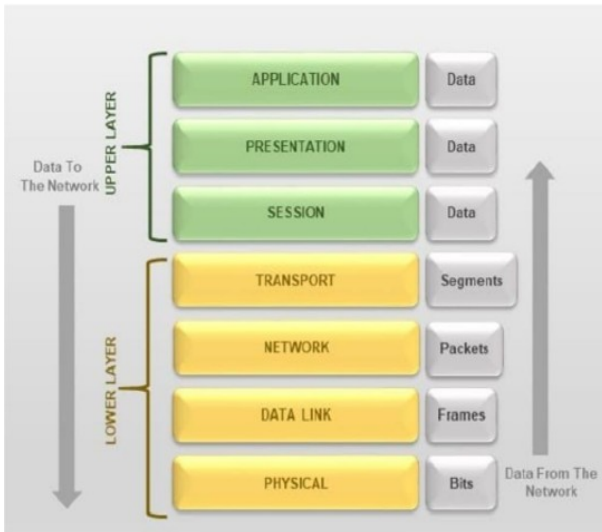 APPLICATION
Data
PRESENTATION
Data
SESSION
Data
UPPER LAYER
Data To
The Network
TRANSPORT
Segments
NETWORK
Packets
DATA LINK
Frames
PHYSICAL
Bits
LOWER LAYER
Data From The
Network